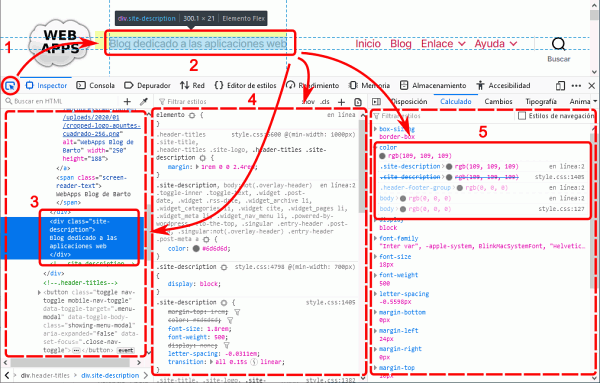 div.site-description | 300.1 × 21 | Elemento Flex
WEB
APPS
Blog dedicado a las aplicaciones web
Inicio Blog Enlace Ayuda
Buscar
1
2
3
4
5
Inspector Consola Depurador Red Editor de estilos Rendimiento Memoria Almacenamiento Accesibilidad
Buscar en HTML
/uploads/2020/01
/cropped-logo-apuntes-
cuadrado-256.png"
alt="WebApps Blog de
Barto" width="250"
height="188">
</a>
<span class="screen-
reader-text">
WebApps Blog de Barto
</span>
</div>
<div class="site-
description">
Blog dedicado a las
aplicaciones web
</div>
</div>
<!--.header-titles-->
<button class="toggle nav-
toggle mobile-nav-toggle"
data-toggle-target=".menu-
modal" data-toggle-body-
class="showing-menu-modal"
aria-expanded="false" data-
set-focus=".close-nav-
toggle"> </button> event
div.header-titles > div.site-description
Filtrar estilos
:hov .cls
elemento { en línea
}
.header-titles style.css:5600 @(min-width: 1000px)
.site-title,
.header-titles .site-logo, .header-titles .site-
description {
margin: 1rem 0 0 2.4rem;
}
.site-description, body:not(.overlay-header) en línea:2
.toggle-inner .toggle-text, .widget .post-
date, .widget .rss-date, .widget_archive li,
.widget_categories li, .widget cite, .widget_pages li,
.widget_meta li, .widget_nav_menu li, .powered-by-
wordpress, .to-the-top, .singular .entry-header .post-
meta, .singular:not(.overlay-header) .entry-header
.post-meta a {
color: #6d6d6d;
}
.site-description style.css:4798 @(min-width: 700px)
{
display: block;
}
.site-description { style.css:1405
margin-top: 1rem;
color: #6d6d6d;
font-size: 1.8rem;
font-weight: 500;
display: none;
letter-spacing: -0.0311em;
transition: all 0.15s linear;
}
.site-logo, .site-title, .site- style.css:1382
Disposición Calculado Cambios Tipografía Anima
Filtrar estilos Estilos de navegación
box-sizing
border-box
color
rgb(109, 109, 109)
.site-description rgb(109, 109, 109) en línea:2
.site-description rgb(109, 109, 109) style.css:1405
.header-footer-group rgb(0, 0, 0) en línea:2
body rgb(0, 0, 0) en línea:2
body rgb(0, 0, 0) style.css:127
display
block
font-family
"Inter var", -apple-system, BlinkMacSystemFont, "Helvetic…
font-size
18px
font-weight
500
letter-spacing
-0.5598px
margin-bottom
0px
margin-left
24px
margin-right
0px
margin-top
10px